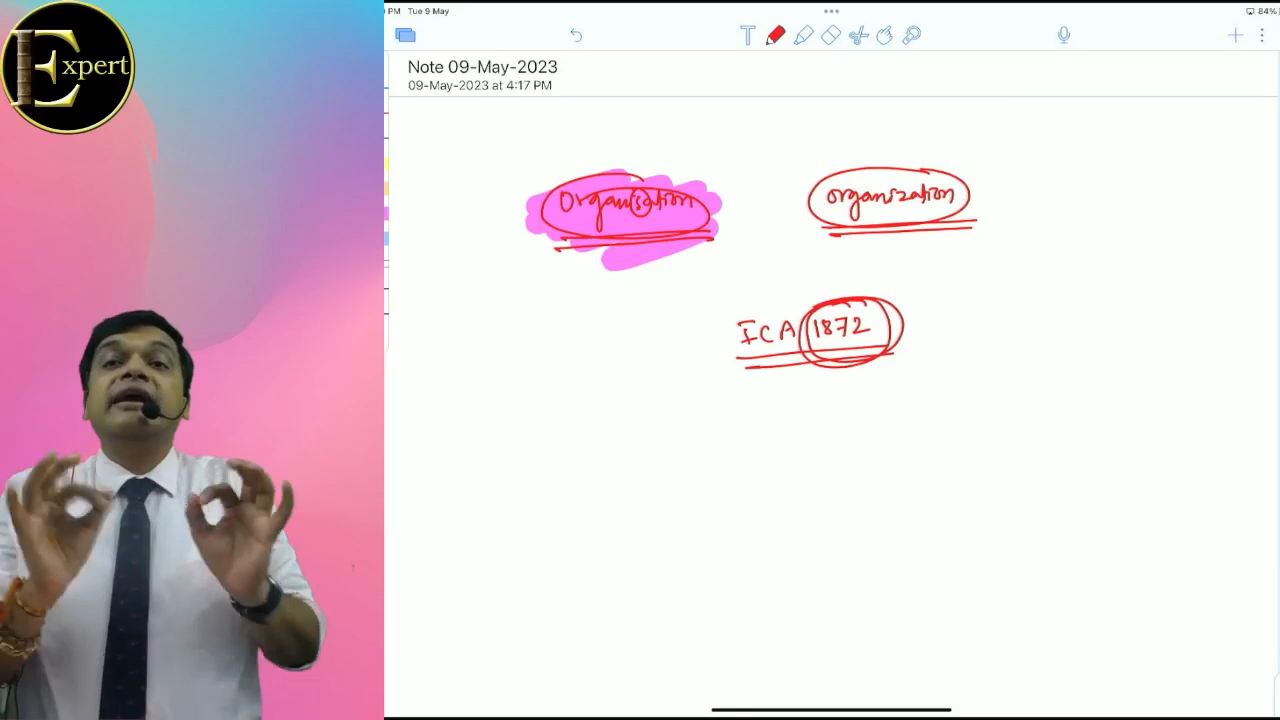 Expert
PM Tue 9 May
84%
Note 09-May-2023
09-May-2023 at 4:17 PM
Organisation
organization
ICA 1872